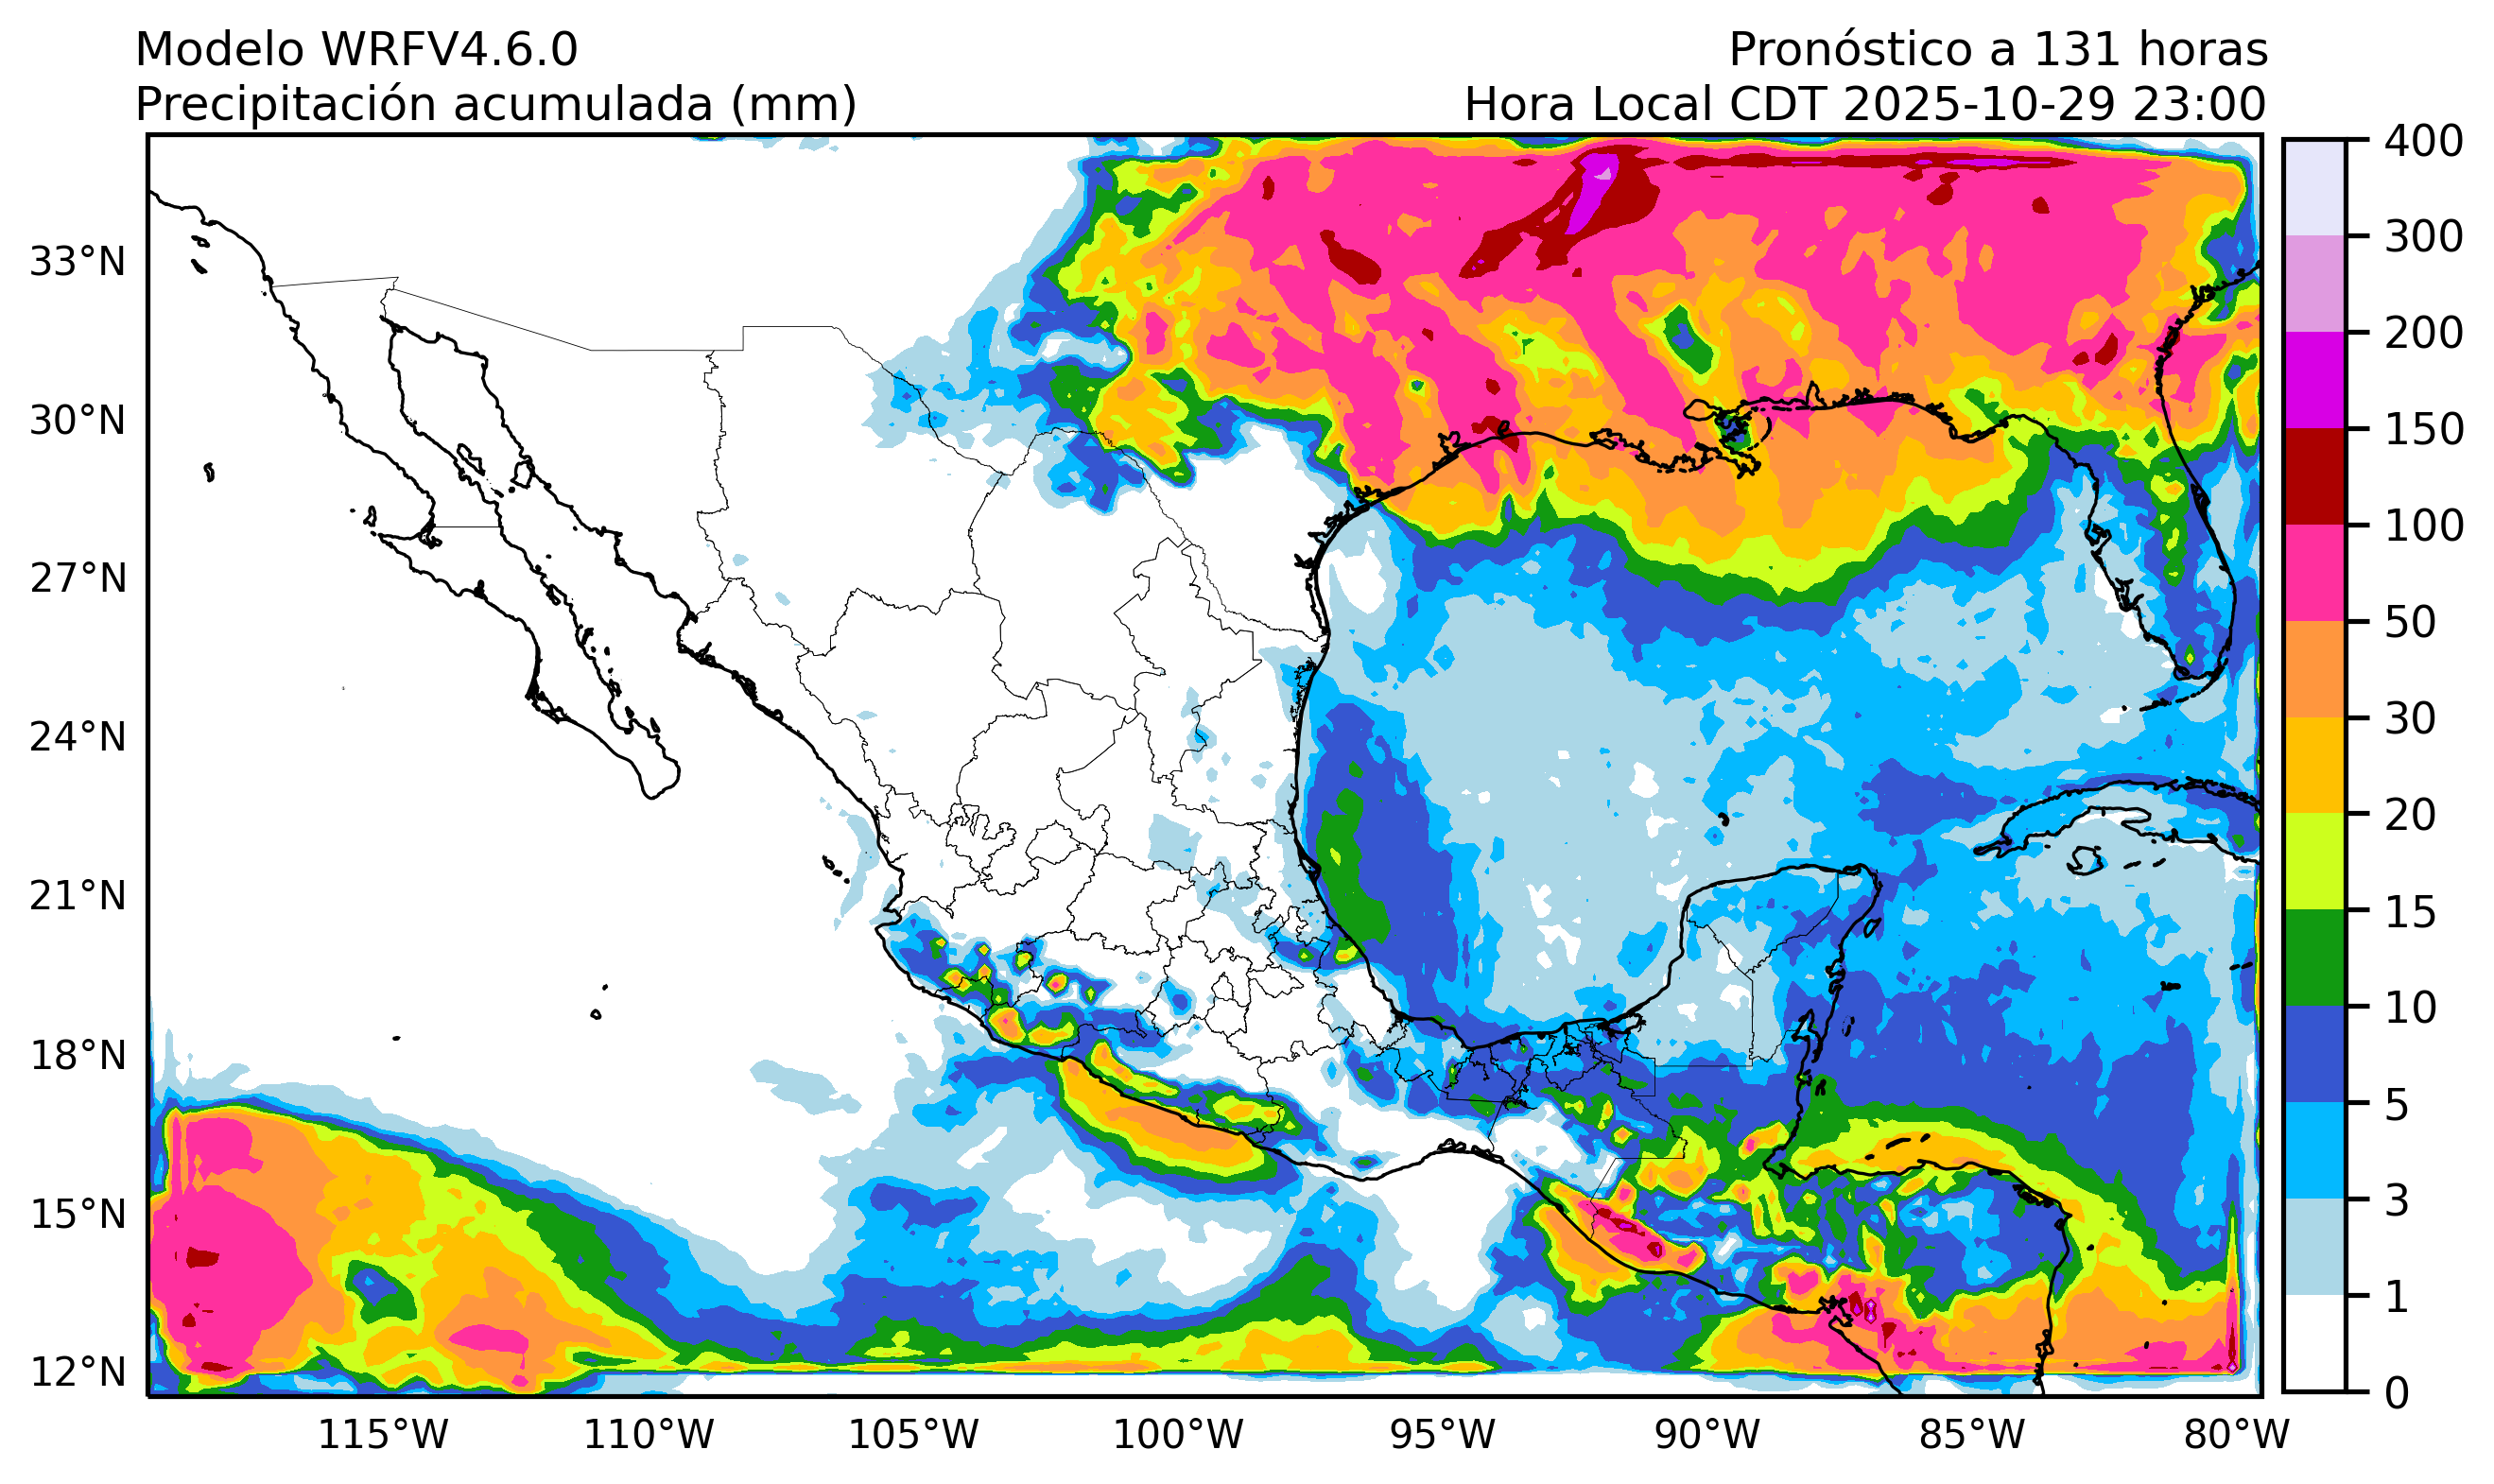 Modelo WRFV4.6.0
Pronóstico a 131 horas
Precipitación acumulada (mm)
Hora Local CDT 2025-10-29 23:00
33°N
30°N
27°N
24°N
21°N
18°N
15°N
12°N
115°W
110°W
105°W
100°W
95°W
90°W
85°W
80°W
400
300
200
150
100
50
30
20
15
10
5
3
1
0